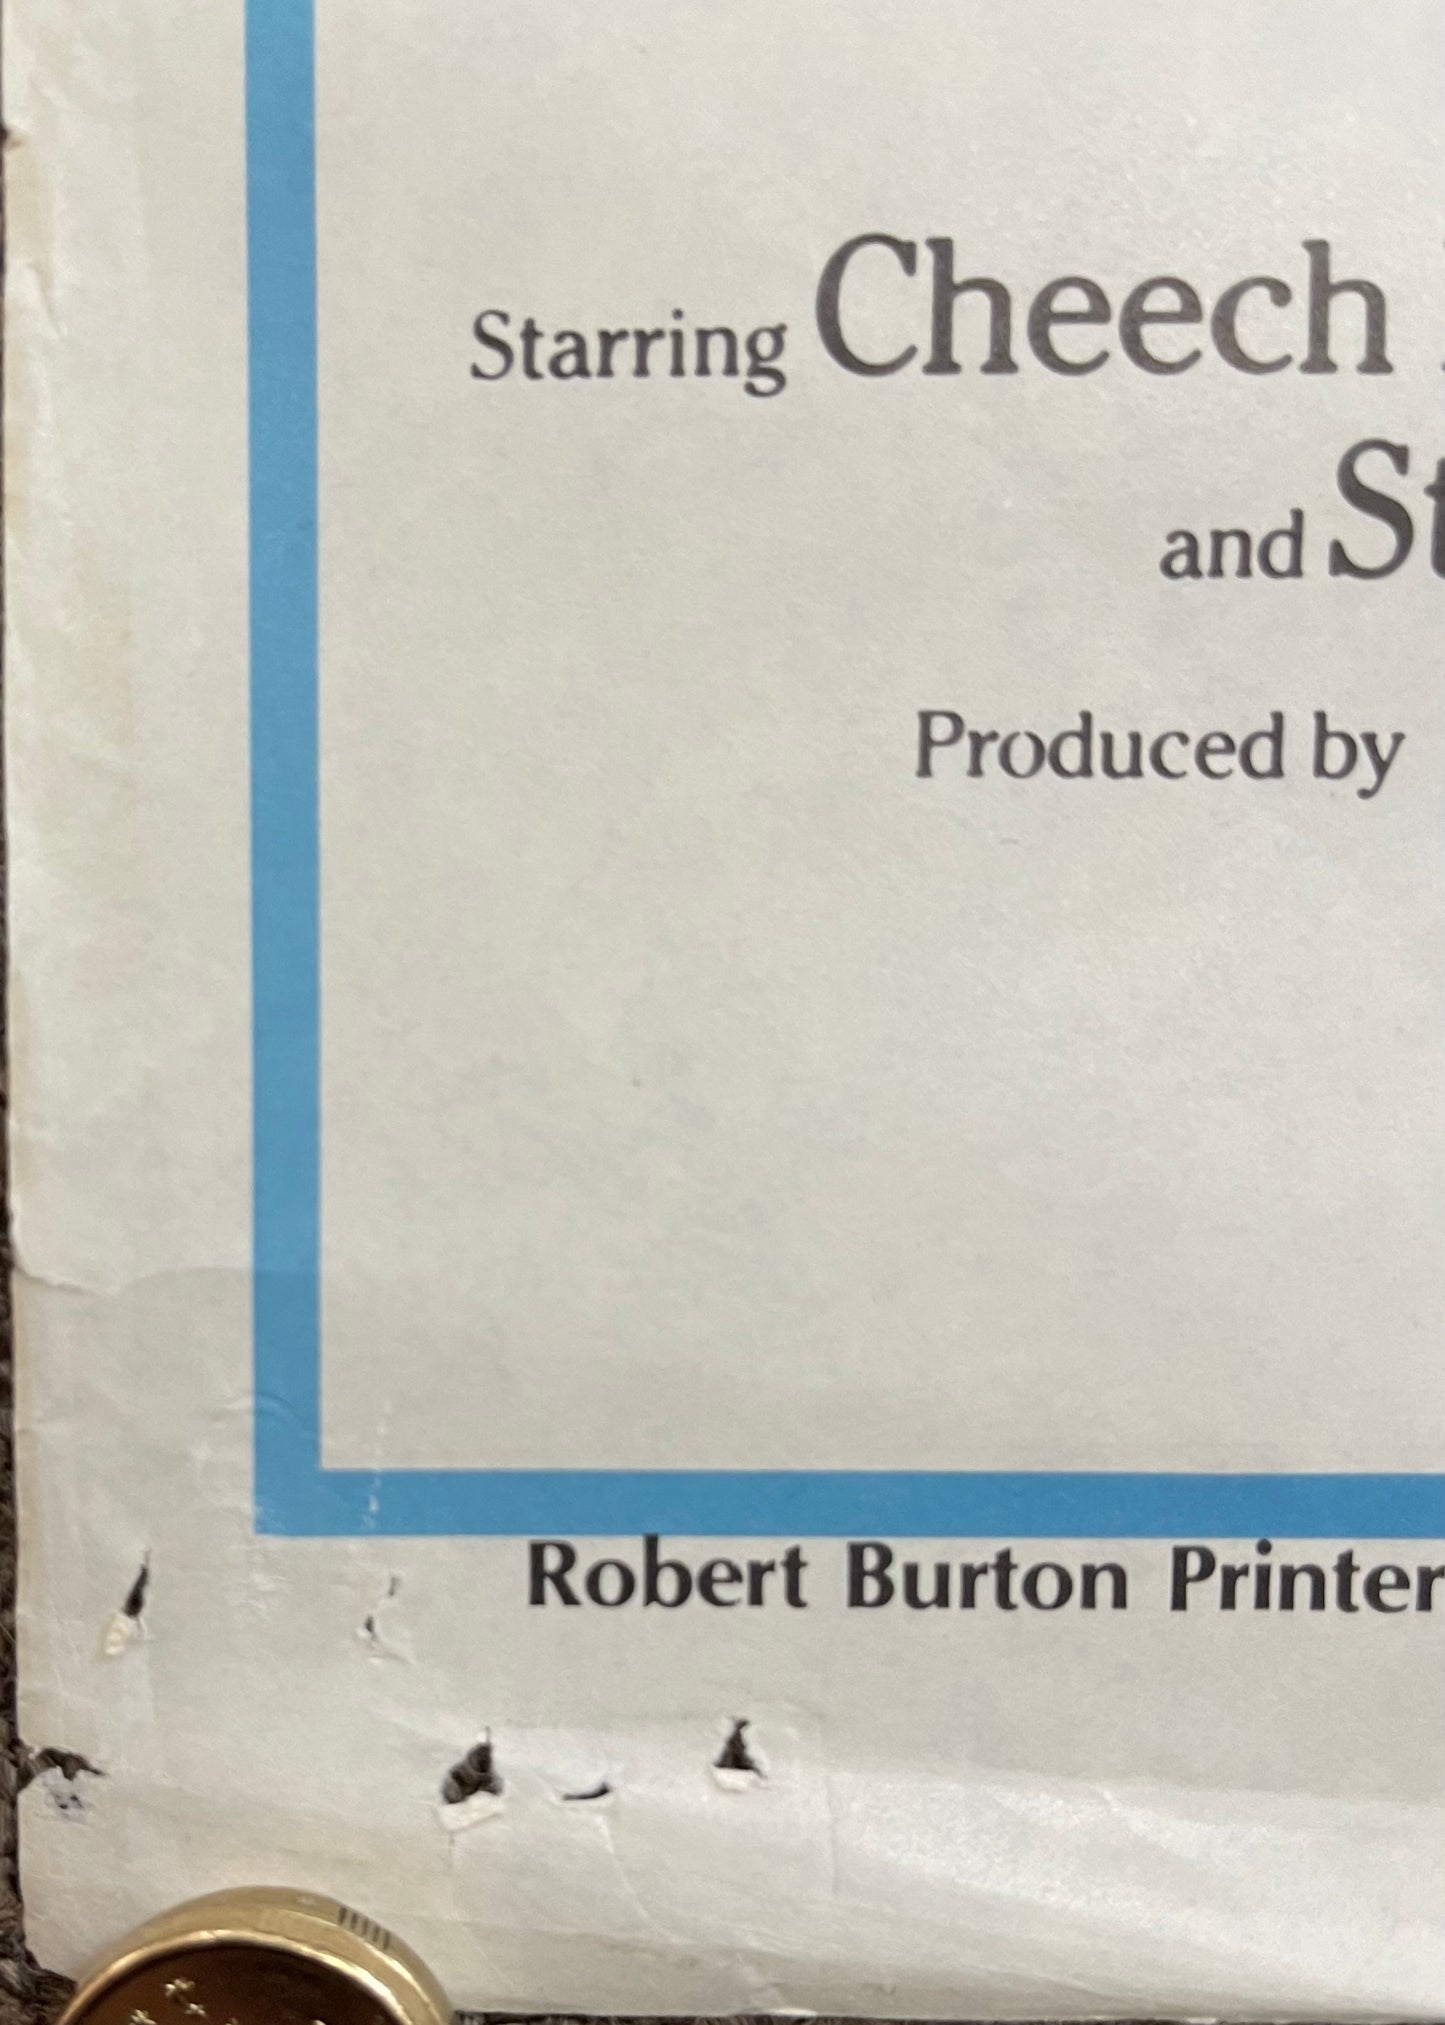 Starring Cheech
and St
Produced by
Robert Burton Printer